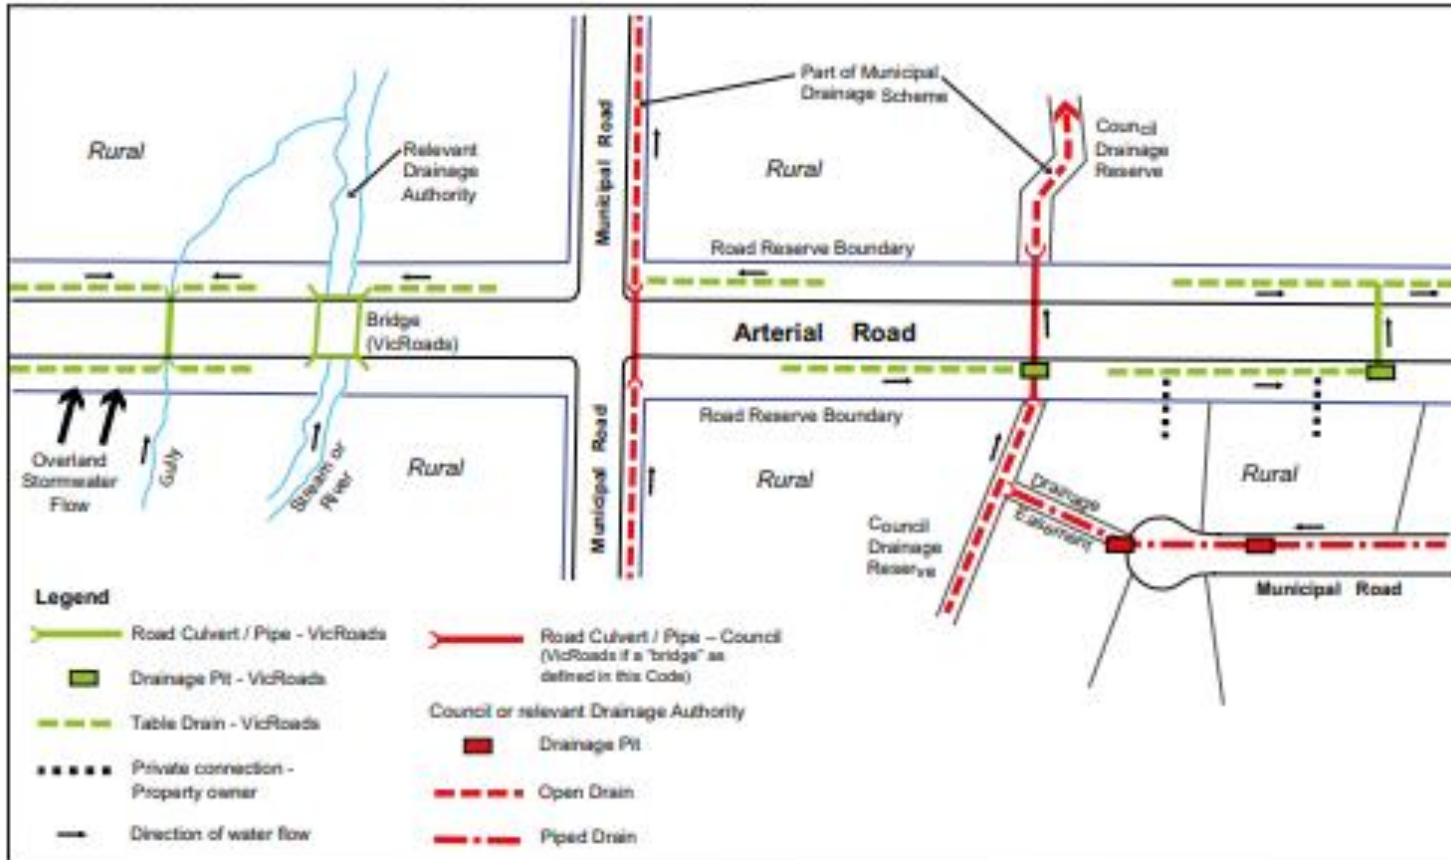 Part of Municipal
Drainage Scheme
Rural
Relevant
Drainage
Authority
Municipal Road
Rural
Council
Drainage
Reserve
Road Reserve Boundary
Bridge
(VicRoads)
Arterial Road
Road Reserve Boundary
Overland
Stormwater
Flow
Gully
Stream or
River
Rural
Municipal Road
Rural
Council
Drainage
Reserve
Drainage
Easement
Rural
Municipal Road
Legend
Road Culvert / Pipe - VicRoads
Drainage Pit - VicRoads
Table Drain - VicRoads
Private connection -
Property owner
Direction of water flow
Road Culvert / Pipe – Council
(VicRoads if a "bridge" as
defined in this Code)
Council or relevant Drainage Authority
Drainage Pit
Open Drain
Piped Drain